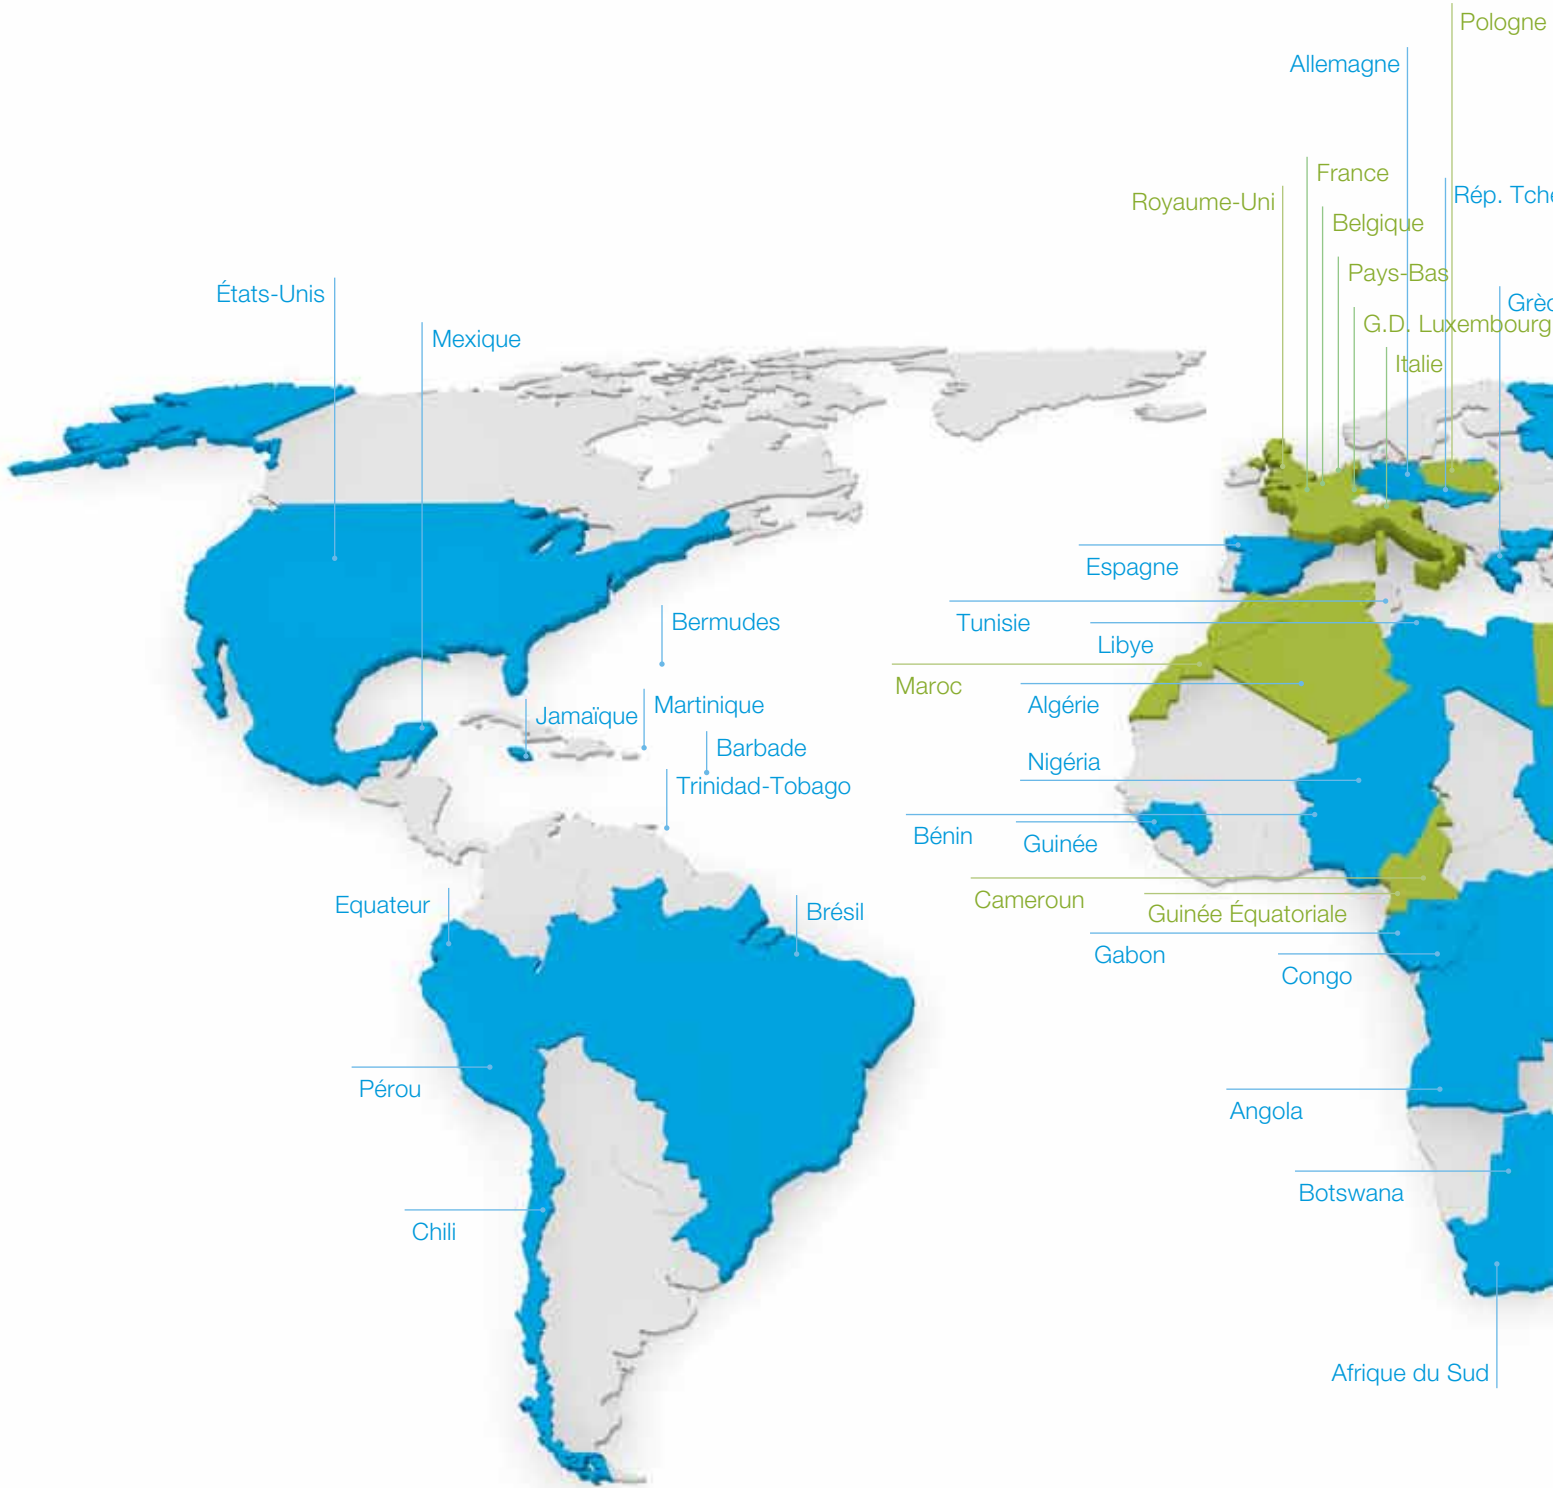 Pologne
Allemagne
France
Royaume-Uni
Rép. Tché
Belgique
Pays-Bas
États-Unis
Grèc
G.D. Luxembourg
Mexique
Italie
Espagne
Bermudes
Tunisie
Libye
Maroc
Algérie
Martinique
Jamaïque
Barbade
Nigéria
Trinidad-Tobago
Bénin
Guinée
Cameroun
Equateur
Brésil
Guinée Équatoriale
Gabon
Congo
Pérou
Angola
Botswana
Chili
Afrique du Sud